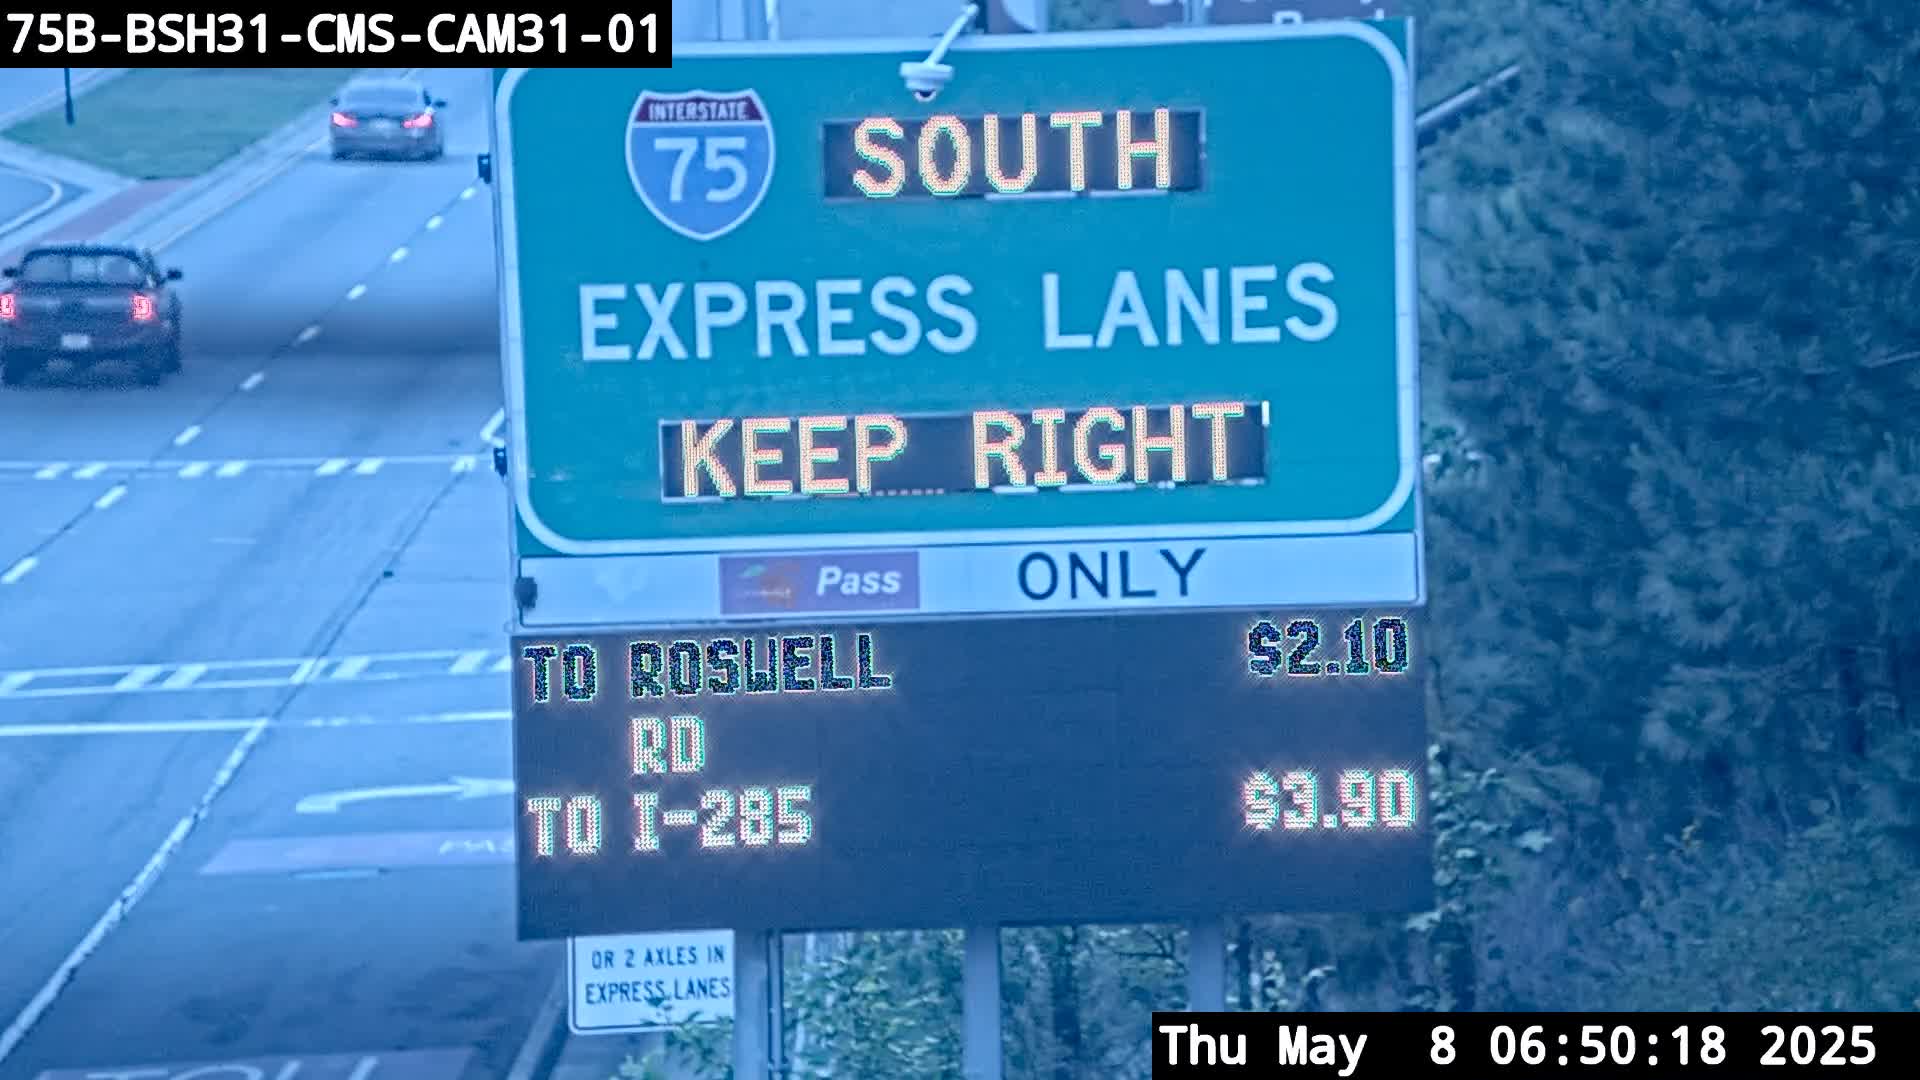 75B-BSH31-CMS-CAM31-01
INTERSTATE
75
SOUTH
EXPRESS LANES
KEEP RIGHT
Pass ONLY
TO ROSWELL $2.10
RD
TO I-285 $3.90
OR 2 AXLES IN
EXPRESS LANES
TOLL
Thu May 8 06:50:18 2025